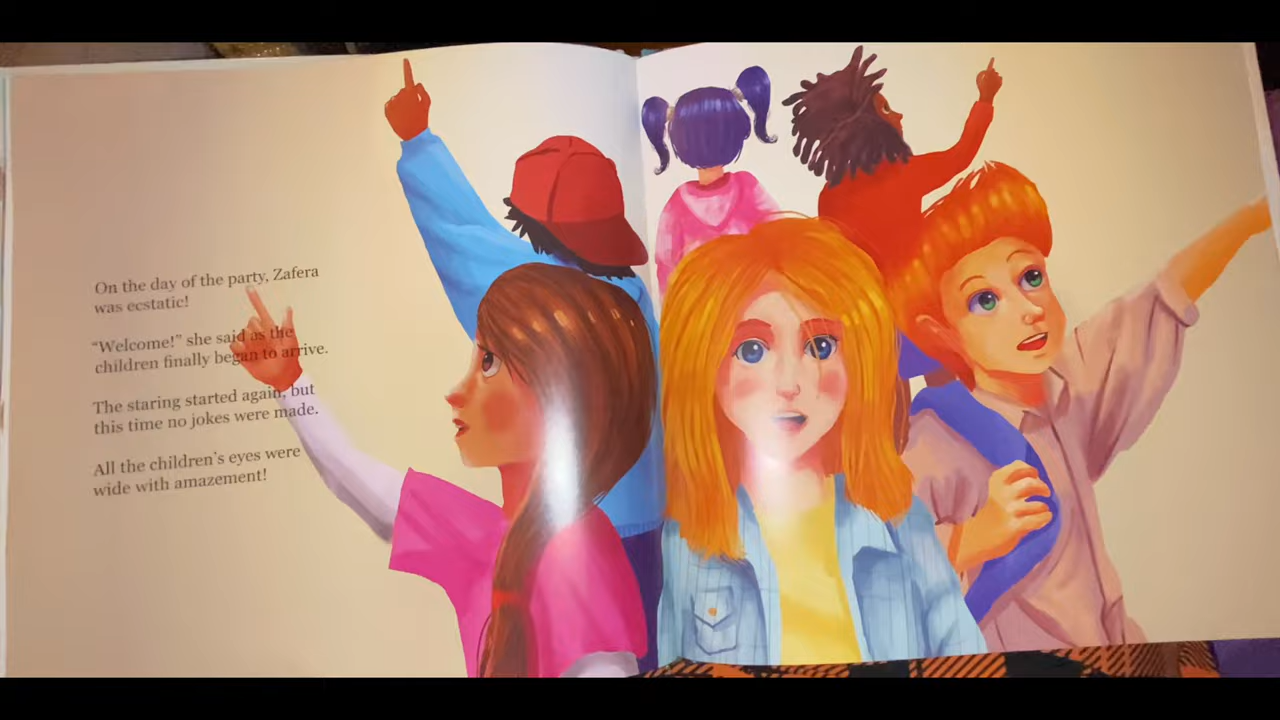 On the day of the party, Zafera
was ecstatic!
“Welcome!” she said as the
children finally began to arrive.
The staring started again, but
this time no jokes were made.
All the children’s eyes were
wide with amazement!